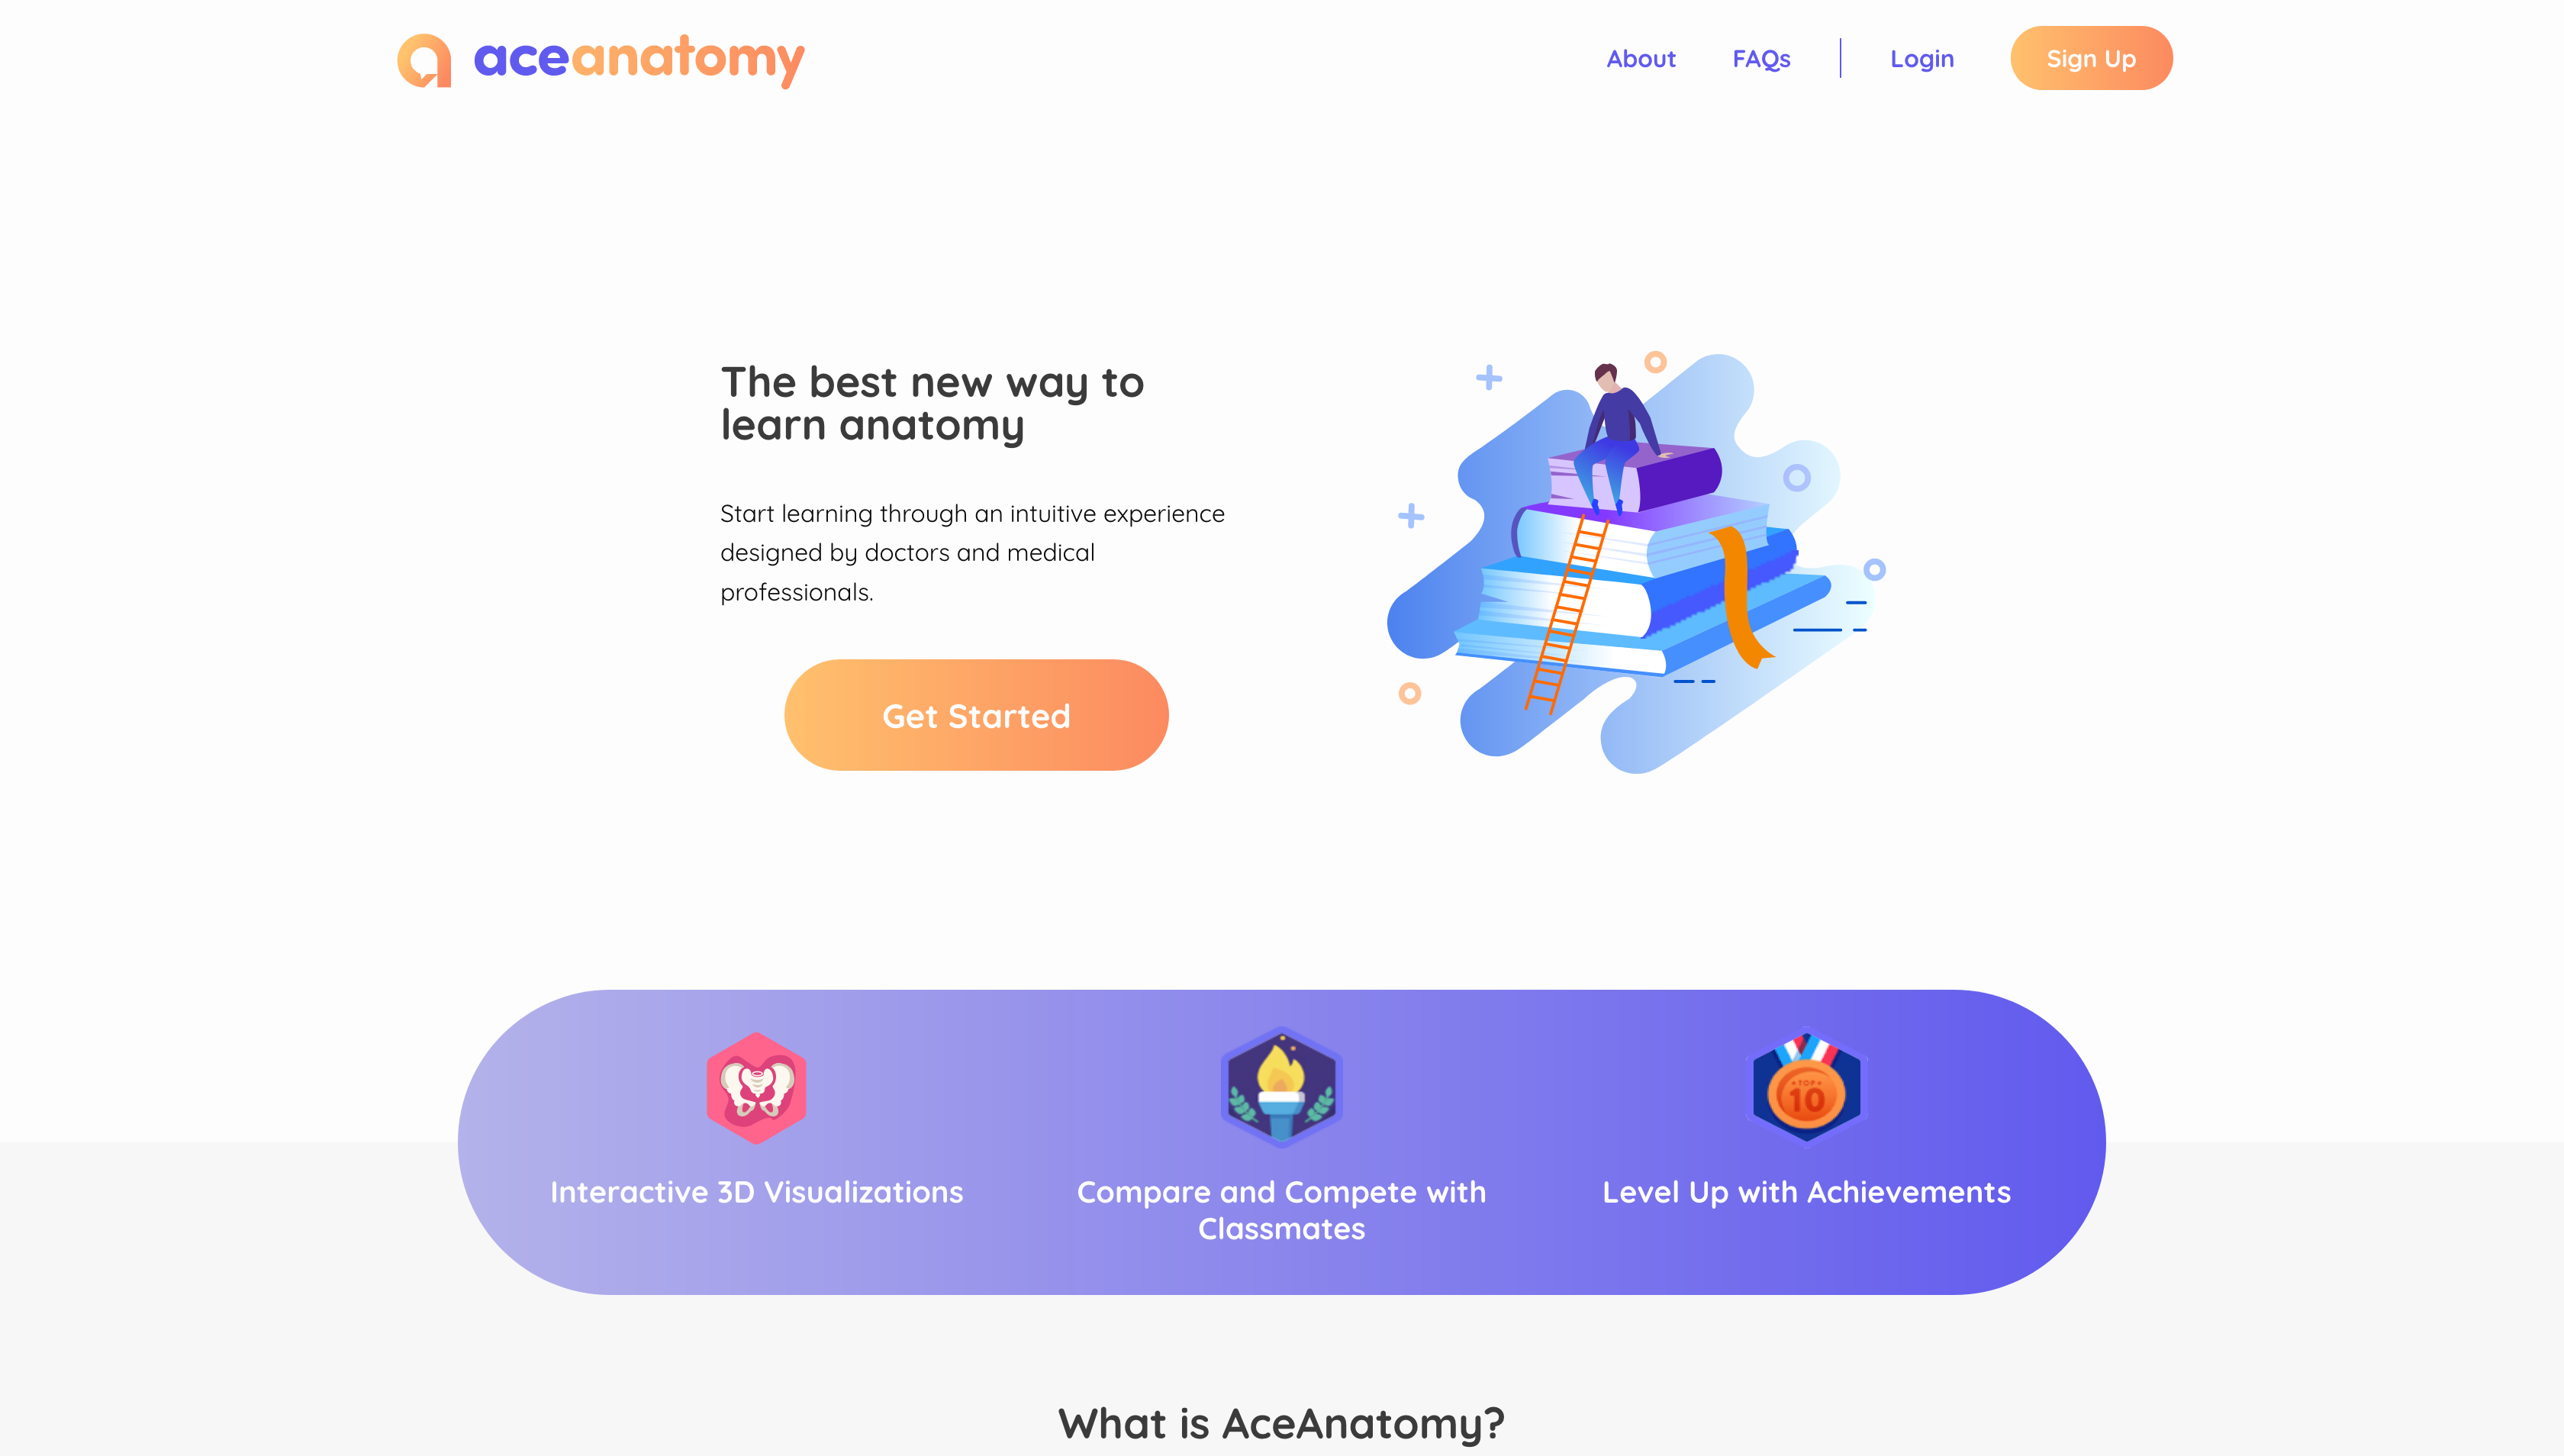 aceanatomy
About
FAQs
Login
Sign Up
The best new way to
learn anatomy
Start learning through an intuitive experience
designed by doctors and medical
professionals.
Get Started
TOP
10
Interactive 3D Visualizations
Compare and Compete with
Classmates
Level Up with Achievements
What is AceAnatomy?